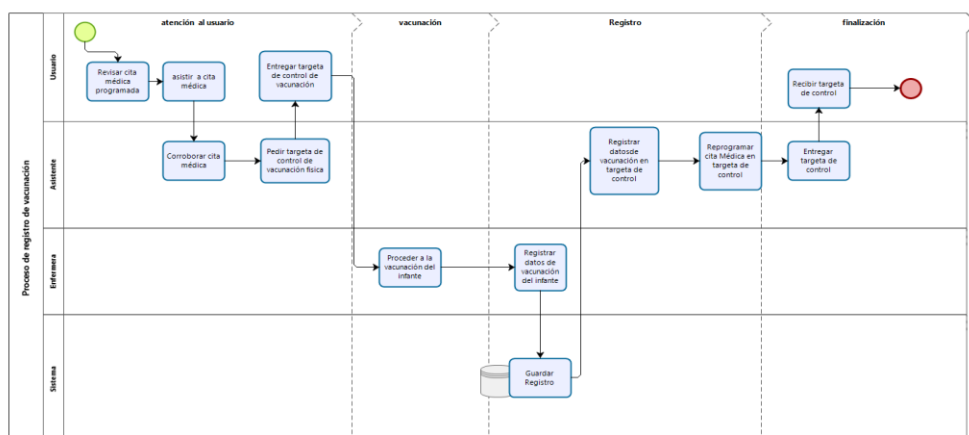 atención al usuario
vacunación
Registro
finalización
Proceso de registro de vacunación
Usuario
Revisar cita
médica
programada
asistir a cita
médica
Entregar targeta
de control de
vacunación
Recibir targeta
de control
Asistente
Corroborar cita
médica
Pedir targeta de
control de
vacunación fisica
Registrar
datosde
vacunación en
targeta de
control
Reprogramar
cita Médica en
targeta de
control
Entregar
targeta de
control
Enfermera
Proceder a la
vacunación del
infante
Registrar
datos de
vacunación
del infante
Sistema
Guardar
Registro